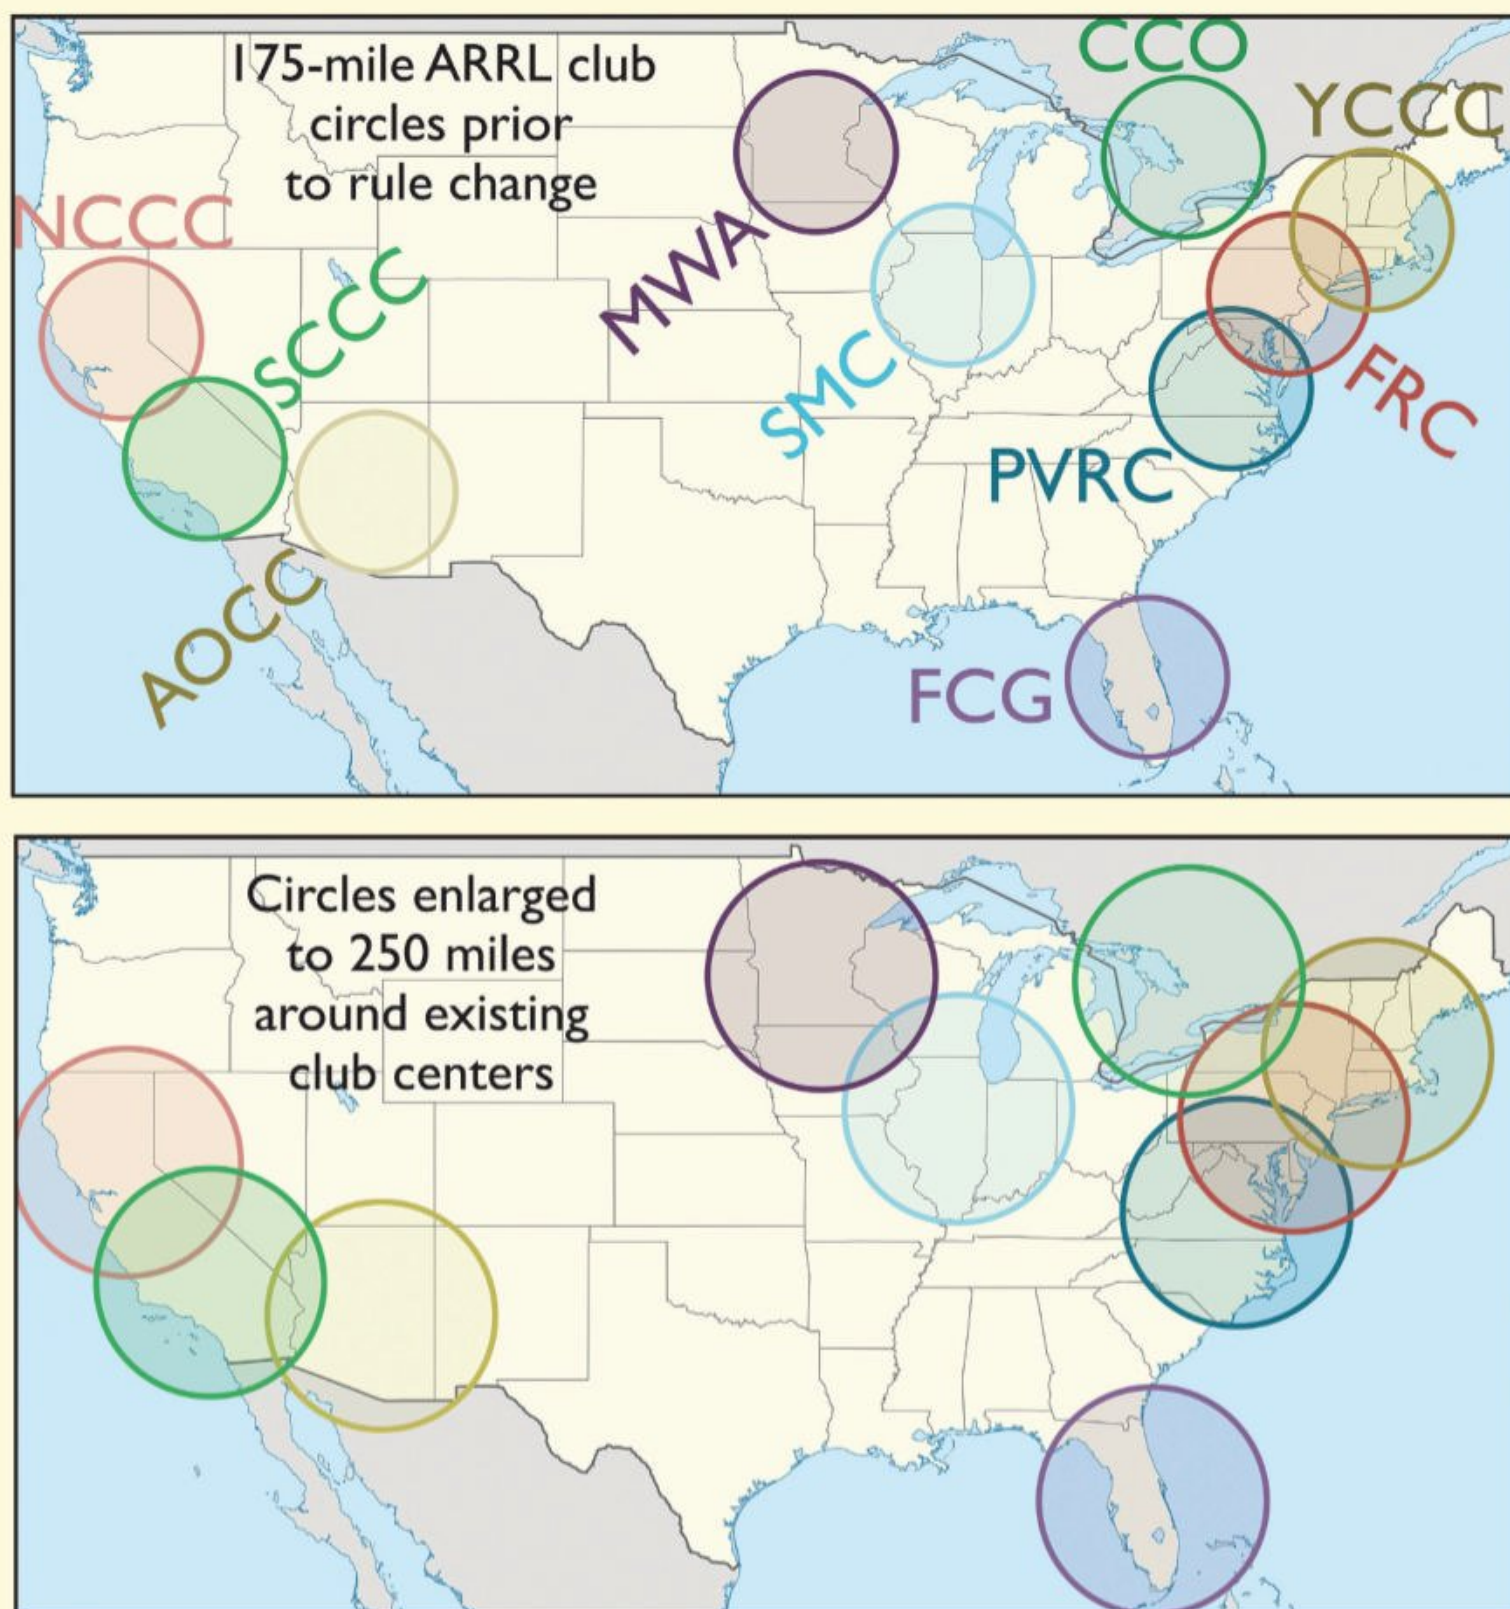 175-mile ARRL club
circles prior
to rule change
CCO
YCCC
NCCC
SCCC
MWA
SMC
FRC
PVRC
AOCC
FCG
Circles enlarged
to 250 miles
around existing
club centers